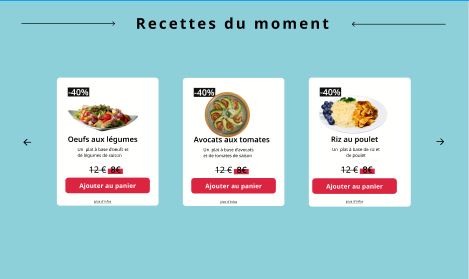 Recettes du moment
-40%
Oeufs aux légumes
Un plat à base d'oeufs et
de légumes de saison
12 € 8€
Ajouter au panier
plus d'infos
-40%
Avocats aux tomates
Un plat à base d'avocats
et de tomates de saison
12 € 8€
Ajouter au panier
plus d'infos
-40%
Riz au poulet
Un plat à base de riz et
de poulet
12 € 8€
Ajouter au panier
plus d'infos